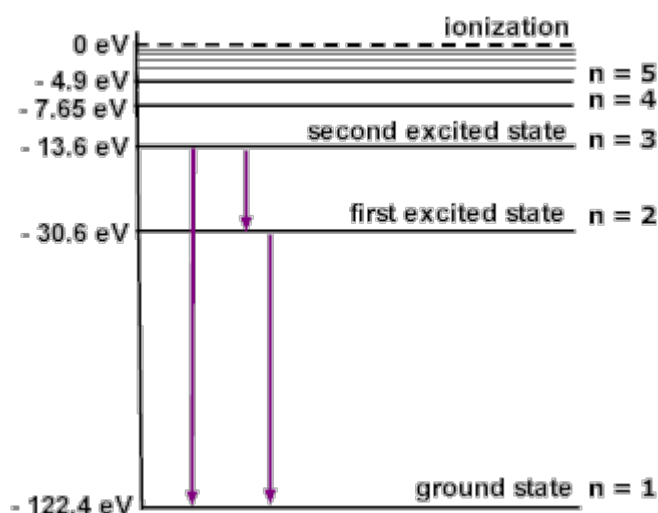 ionization
0 eV
- 4.9 eV n = 5
- 7.65 eV n = 4
second excited state
- 13.6 eV n = 3
first excited state n = 2
- 30.6 eV
ground state n = 1
- 122.4 eV